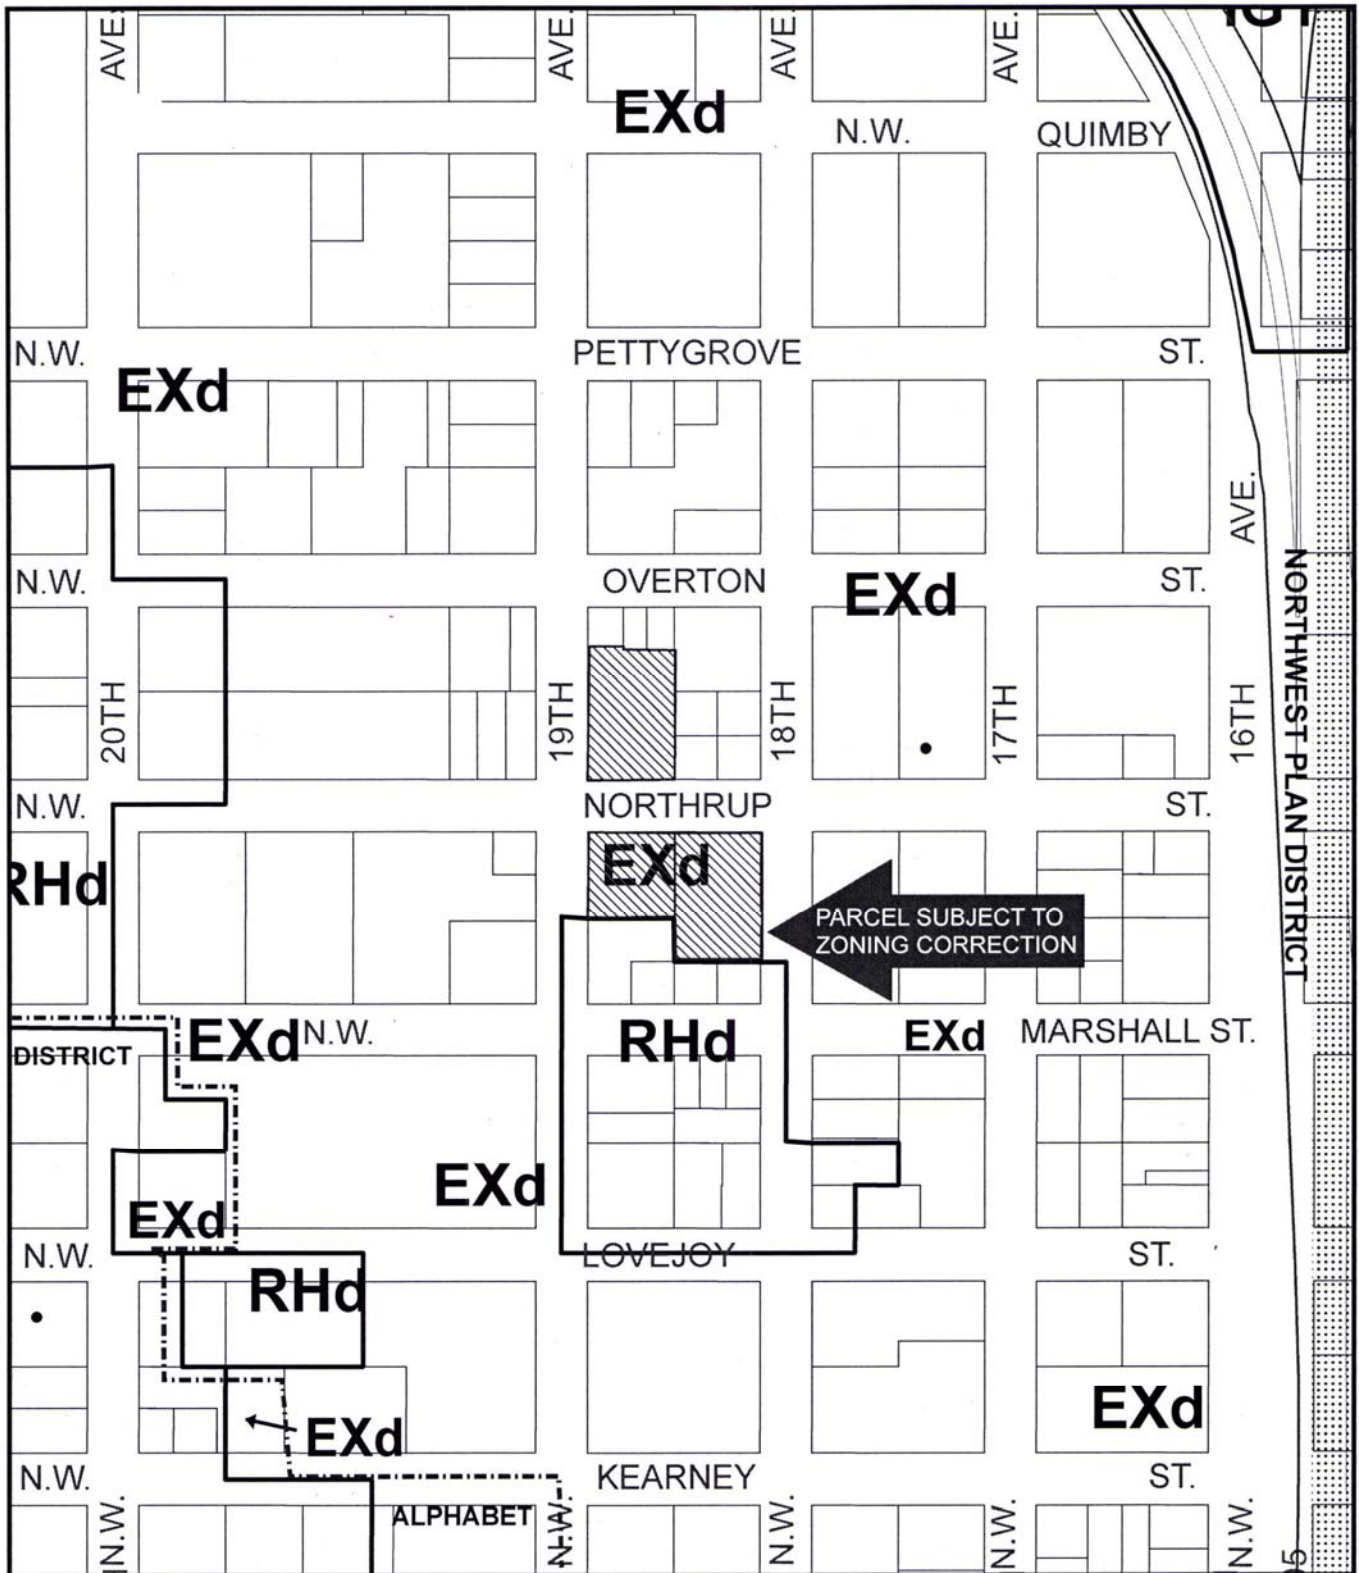 AVE.
AVE.
AVE.
AVE.
EXd
N.W.
QUIMBY
N.W.
PETTYGROVE
ST.
EXd
AVE.
N.W.
OVERTON
ST.
EXd
NORTHWEST PLAN DISTRICT
20TH
19TH
18TH
17TH
16TH
N.W.
NORTHRUP
ST.
RHd
EXd
PARCEL SUBJECT TO
ZONING CORRECTION
EXd
N.W.
RHd
EXd
MARSHALL ST.
DISTRICT
EXd
EXd
N.W.
LOVEJOY
ST.
RHd
EXd
EXd
N.W.
KEARNEY
ST.
ALPHABET
N.W.
N.W.
N.W.
N.W.
N.W.